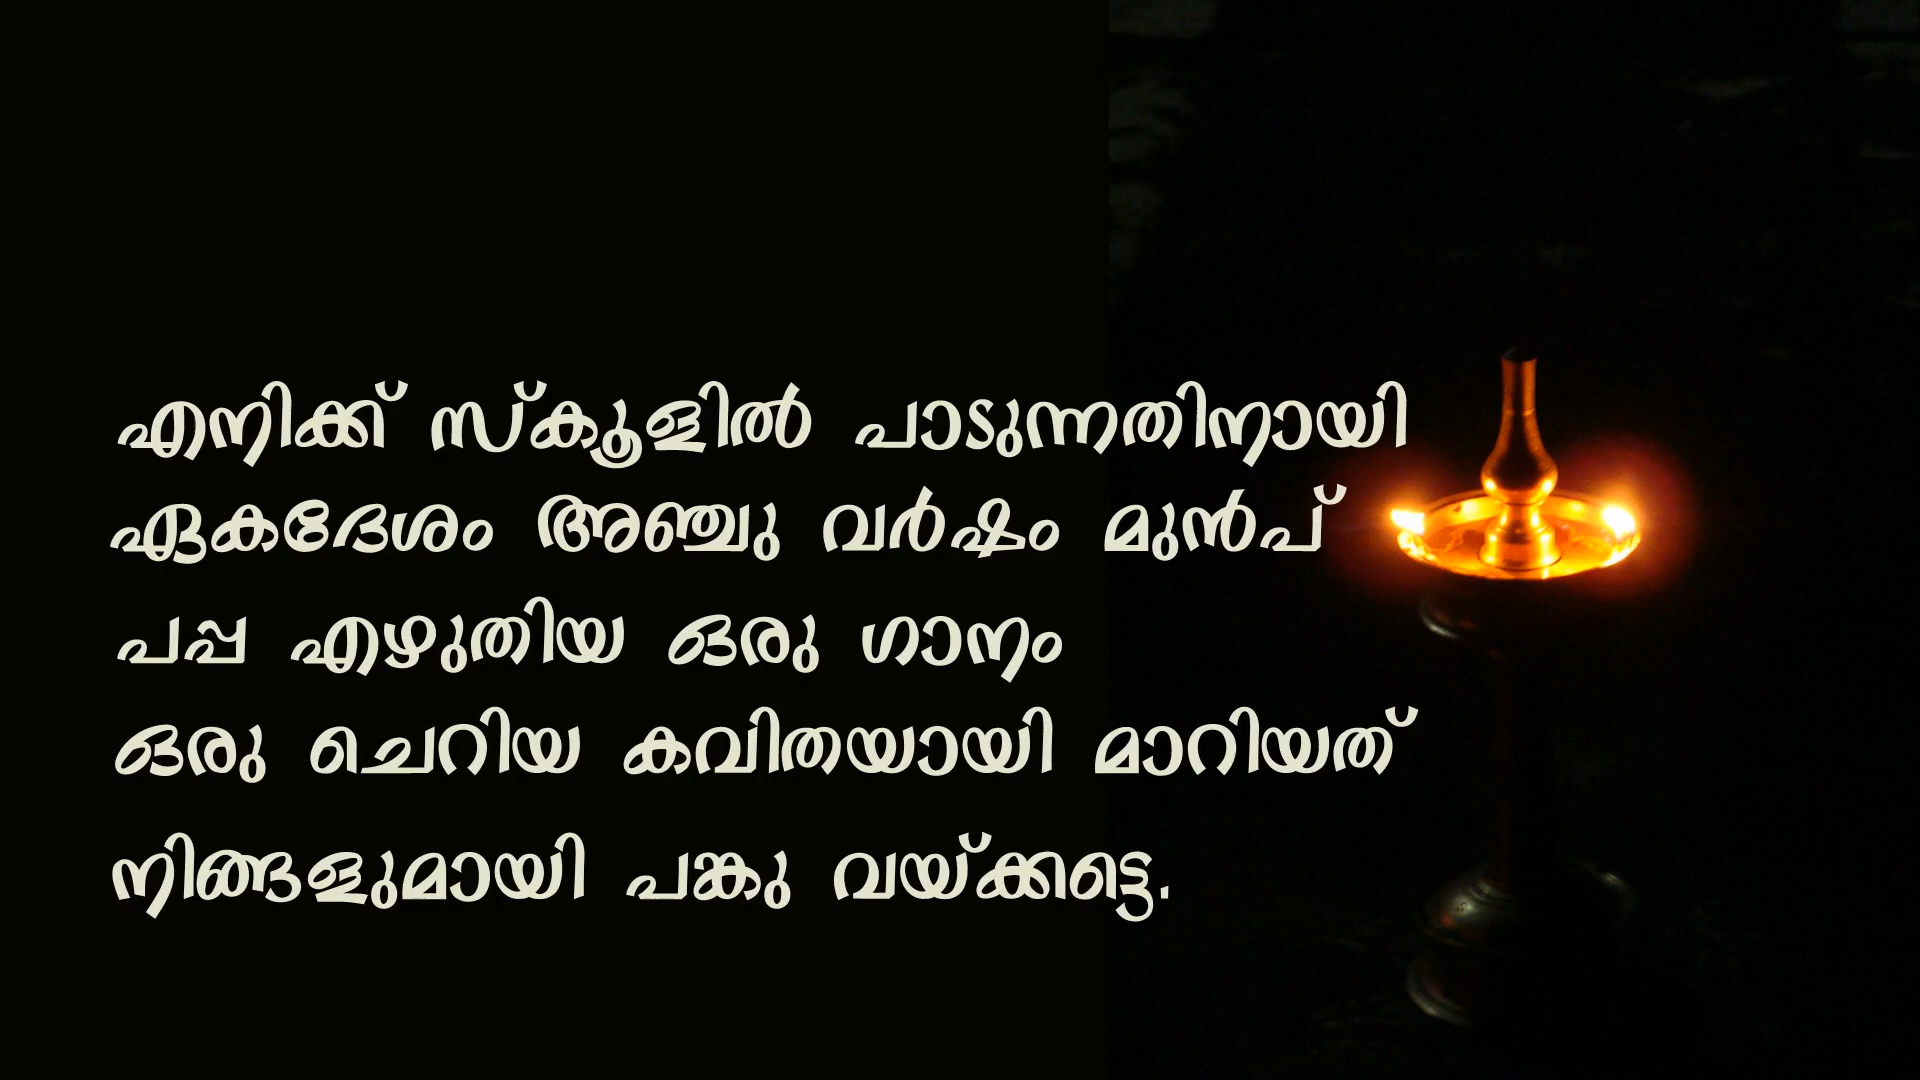 എനിക്ക് സ്കൂളിൽ പാടുന്നതിനായി
ഏകദേശം അഞ്ചു വർഷം മുൻപ്
പപ്പ എഴുതിയ ഒരു ഗാനം
ഒരു ചെറിയ കവിതയായി മാറിയത്
നിങ്ങളുമായി പങ്കു വയ്ക്കട്ടെ.